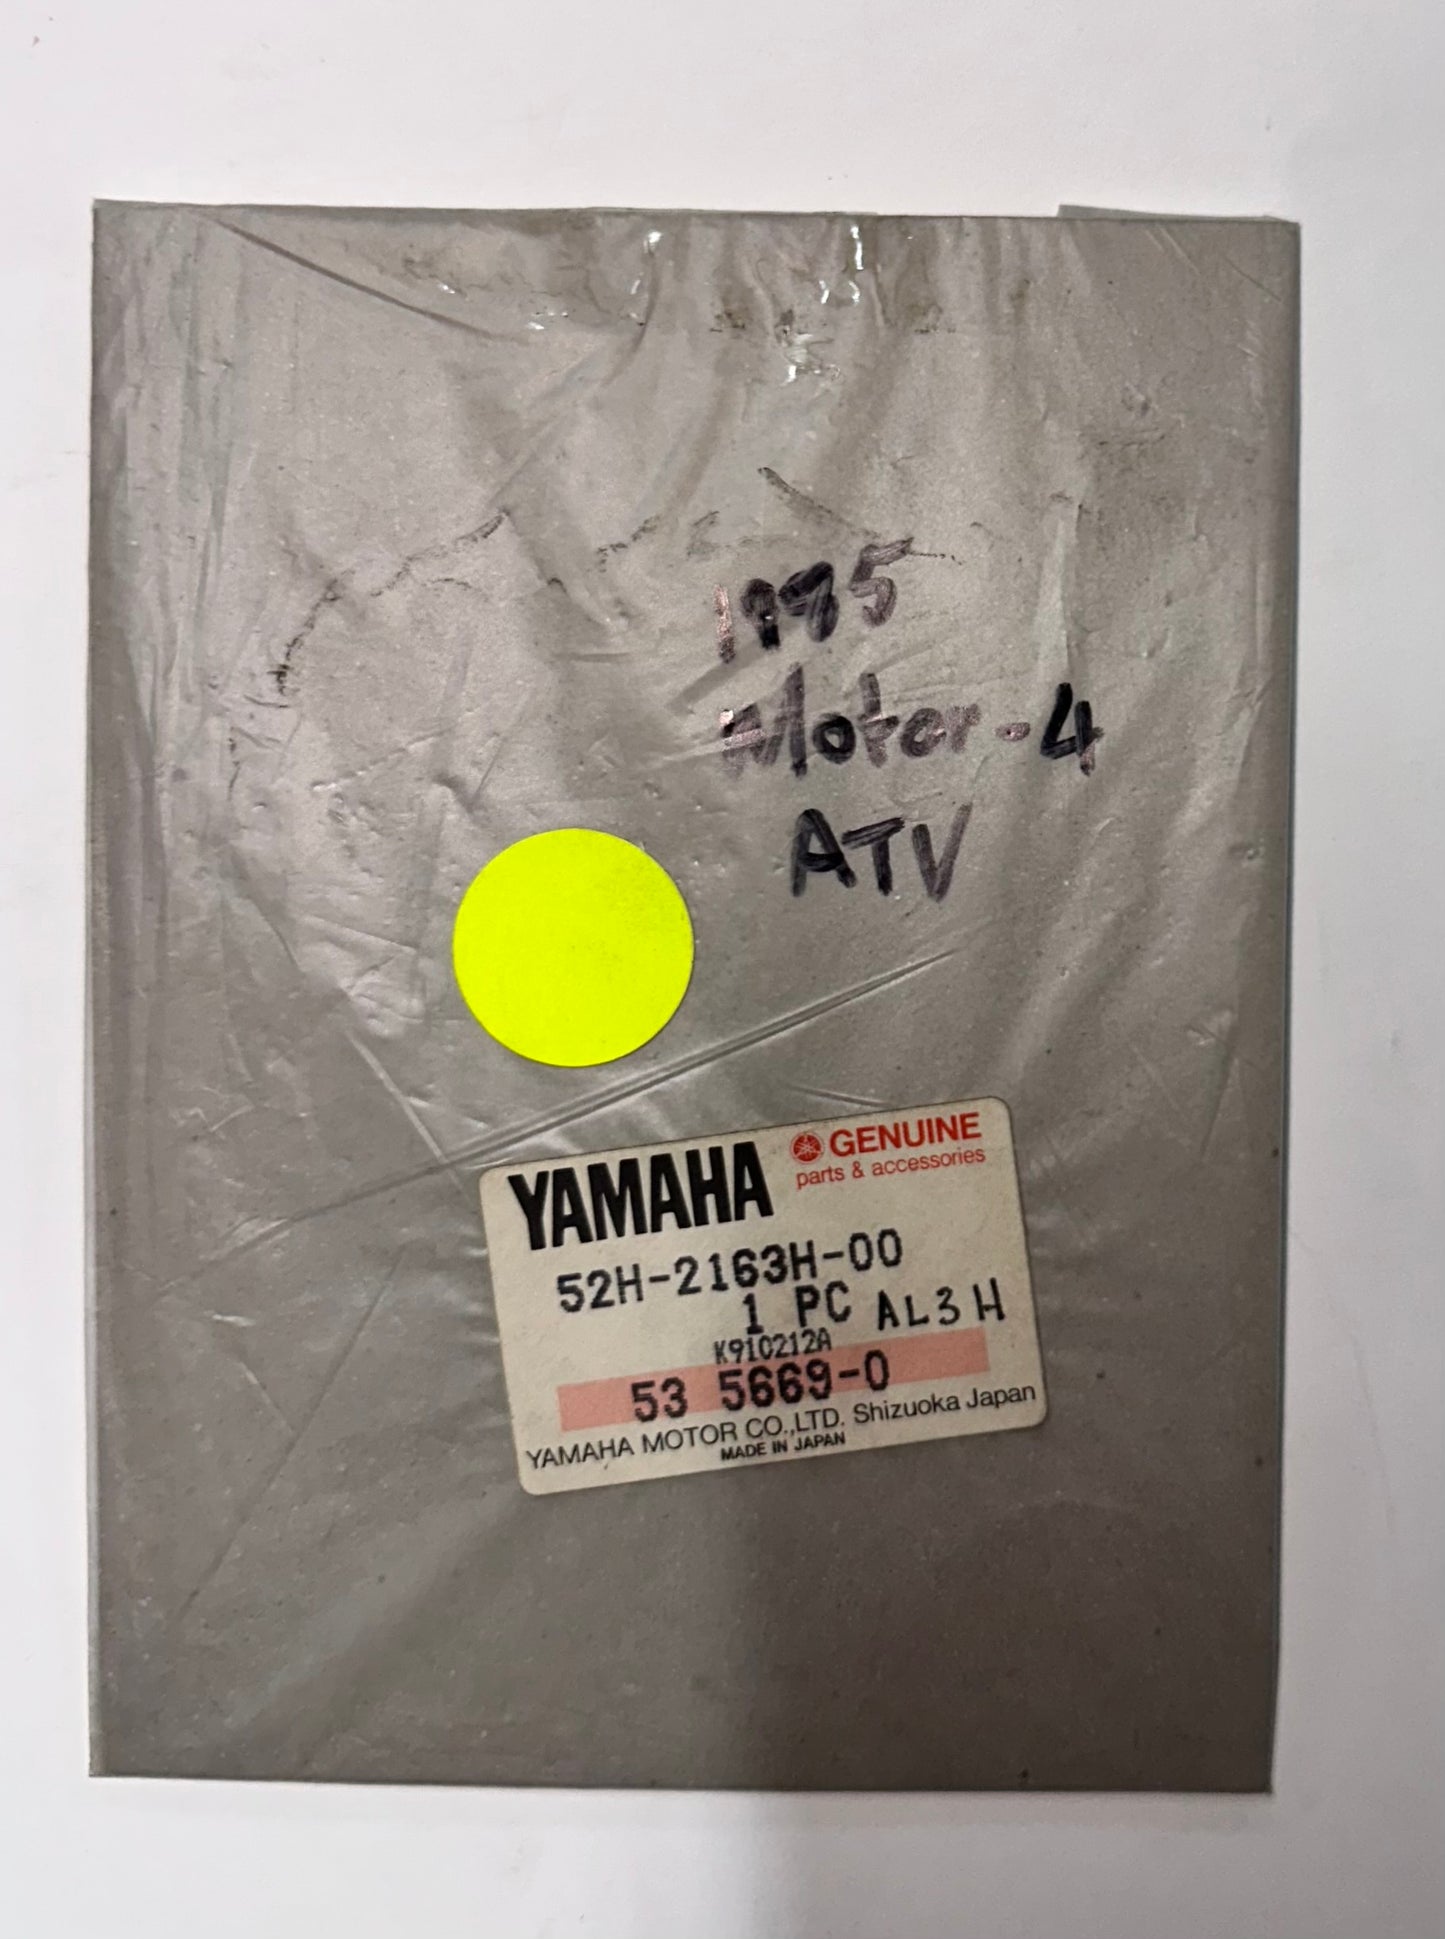 1985
Motor-4
ATV
YAMAHA GENUINE
parts & accessories
52H-2163H-00
1 PC AL3H
K910212A
53 5669-0
YAMAHA MOTOR CO.,LTD. Shizuoka Japan
MADE IN JAPAN